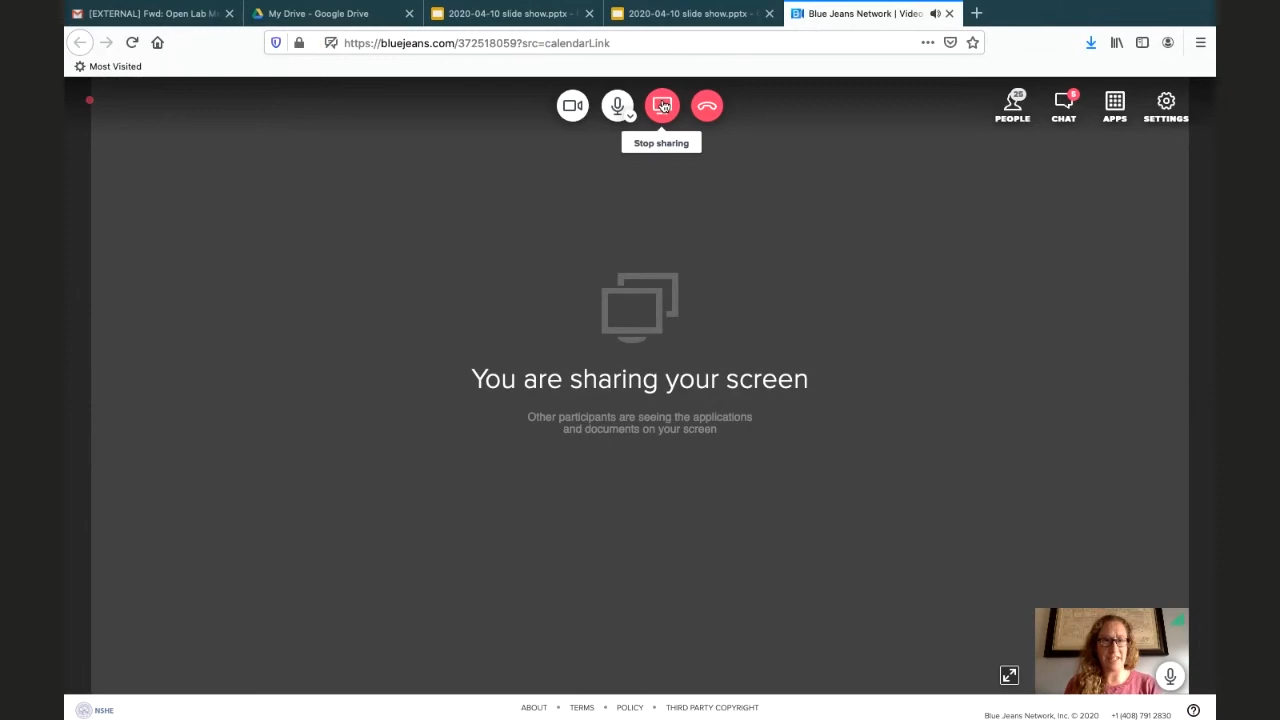 [EXTERNAL] Fwd: Open Lab M
My Drive - Google Drive
2020-04-10 slide show.pptx -
2020-04-10 slide show.pptx -
Blue Jeans Network | Video
https://bluejeans.com/372518059?src=calendarLink
Most Visited
25
5
PEOPLE
CHAT
APPS
SETTINGS
Stop sharing
You are sharing your screen
Other participants are seeing the applications
and documents on your screen
NSHE
ABOUT • TERMS • POLICY • THIRD PARTY COPYRIGHT
Blue Jeans Network, Inc. © 2020 +1 (408) 791 2830